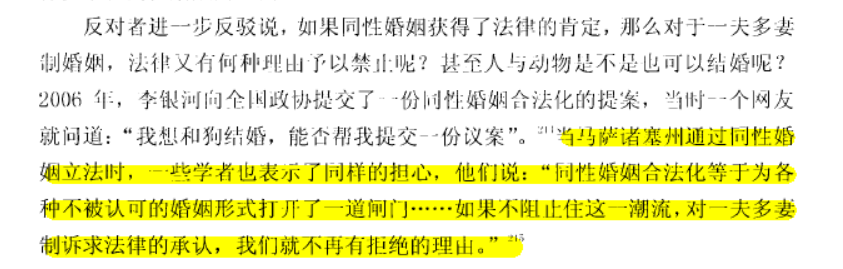 反对者进一步反驳说，如果同性婚姻获得了法律的肯定，那么对于一夫多妻
制婚姻，法律又有何种理由予以禁止呢？甚至人与动物是不是也可以结婚呢？
2006 年，李银河向全国政协提交了一份同性婚姻合法化的提案，当时一个网友
就问道：“我想和狗结婚，能否帮我提交一份议案”。当马萨诸塞州通过同性婚
姻立法时，一些学者也表示了同样的担心，他们说：“同性婚姻合法化等于为各
种不被认可的婚姻形式打开了一道闸门……如果不阻止住这一潮流，对一夫多妻
制诉求法律的承认，我们就不再有拒绝的理由。”